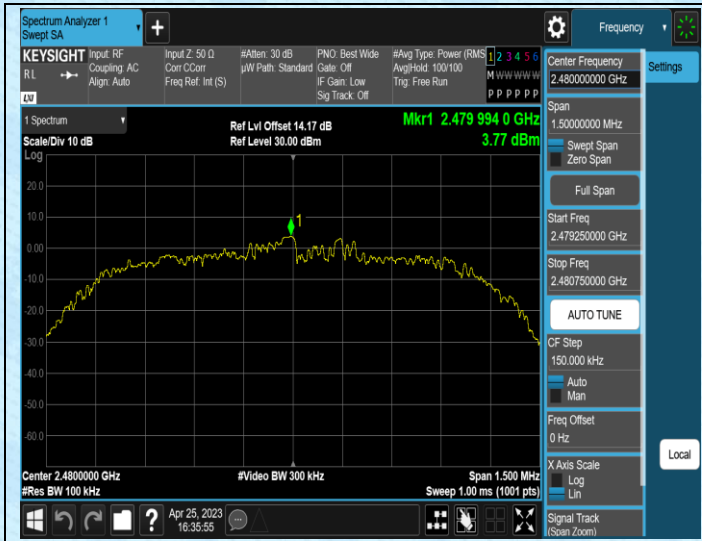 Spectrum Analyzer 1
Swept SA
Frequency
KEYSIGHT
RL
LXI
Input: RF
Coupling: AC
Align: Auto
Input Z: 50 Ω
Corr CCorr
Freq Ref: Int (S)
#Atten: 30 dB
µW Path: Standard
PNO: Best Wide
Gate: Off
IF Gain: Low
Sig Track: Off
#Avg Type: Power (RMS
Avg|Hold: 100/100
Trig: Free Run
1 2 3 4 5 6
M W W W W W
P P P P P P
1 Spectrum
Scale/Div 10 dB
Ref Lvl Offset 14.17 dB
Ref Level 30.00 dBm
Mkr1 2.479 994 0 GHz
3.77 dBm
Log
20.0
10.0
0.00
-10.0
-20.0
-30.0
-40.0
-50.0
-60.0
1
Center 2.4800000 GHz
#Res BW 100 kHz
#Video BW 300 kHz
Span 1.500 MHz
Sweep 1.00 ms (1001 pts)
Apr 25, 2023
16:35:55
?
Center Frequency
2.480000000 GHz
Span
1.50000000 MHz
Swept Span
Zero Span
Full Span
Start Freq
2.479250000 GHz
Stop Freq
2.480750000 GHz
AUTO TUNE
CF Step
150.000 kHz
Auto
Man
Freq Offset
0 Hz
X Axis Scale
Log
Lin
Signal Track
(Span Zoom)
Settings
Local